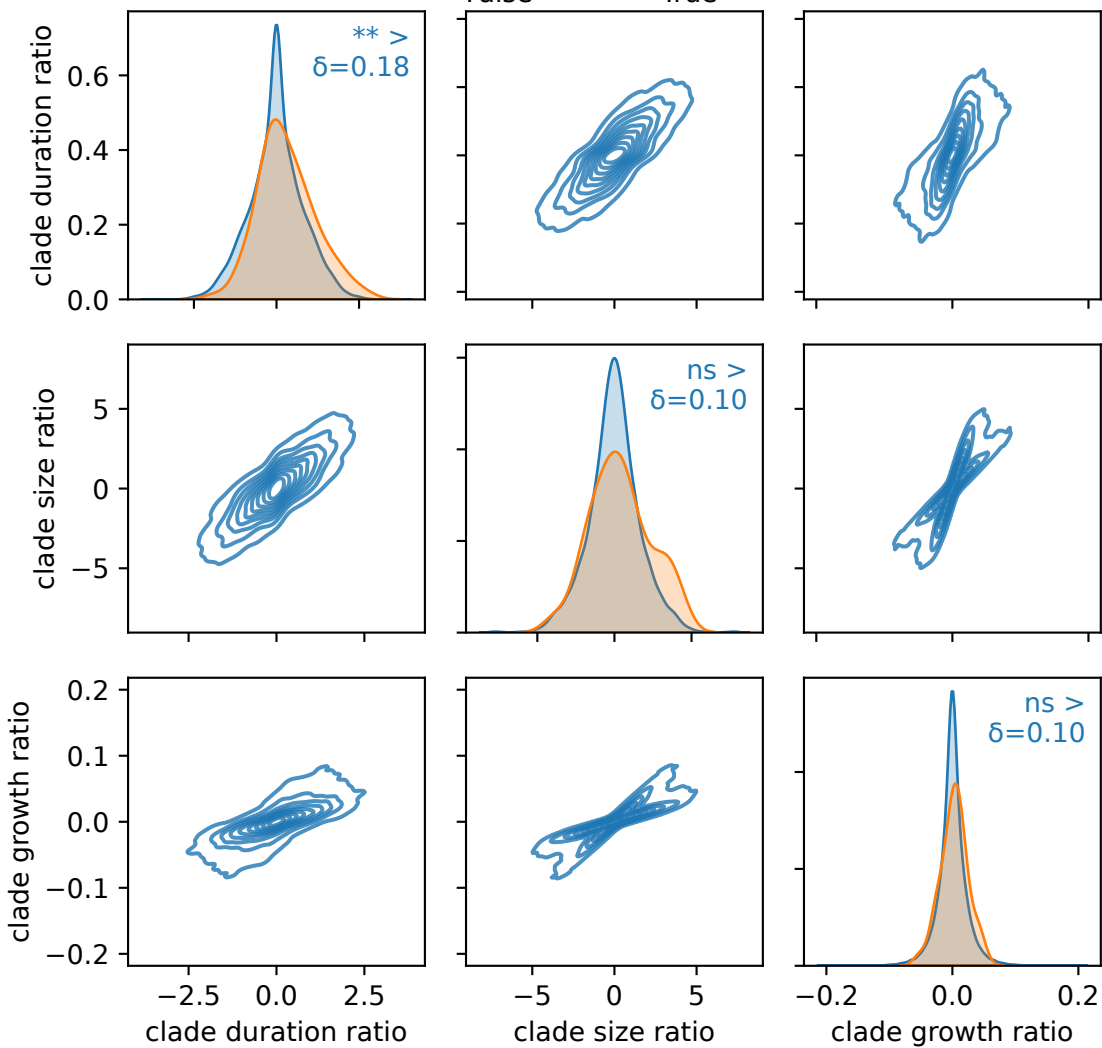 clade duration ratio
0.6
0.4
0.2
0.0
** >
δ=0.18
clade size ratio
5
0
−5
ns >
δ=0.10
clade growth ratio
0.2
0.1
0.0
−0.1
−0.2
ns >
δ=0.10
−2.5 0.0 2.5
−5 0 5
−0.2 0.0 0.2
clade duration ratio
clade size ratio
clade growth ratio